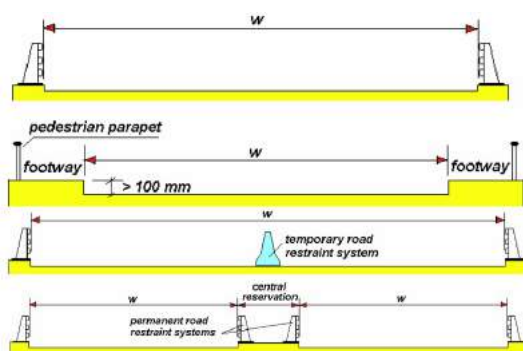 w
pedestrian parapet
footway
w
footway
> 100 mm
w
temporary road
restraint system
central
reservation
w
w
permanent road
restraint systems